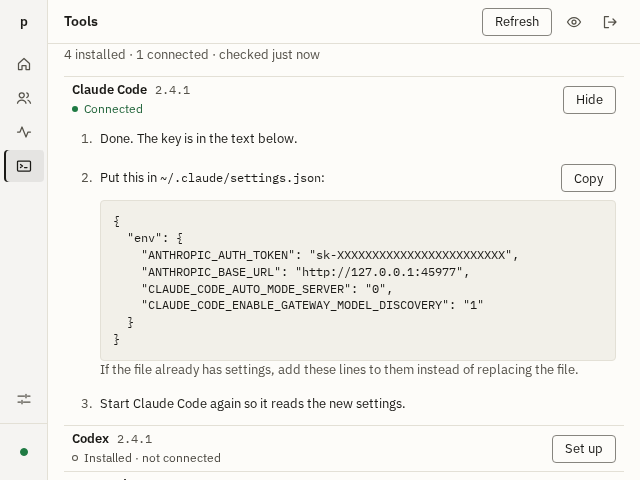 p
Tools
Refresh
4 installed · 1 connected · checked just now
Claude Code 2.4.1
Connected
Hide
1. Done. The key is in the text below.
2. Put this in ~/.claude/settings.json:
Copy
{
  "env": {
    "ANTHROPIC_AUTH_TOKEN": "sk-XXXXXXXXXXXXXXXXXXXXXXXX",
    "ANTHROPIC_BASE_URL": "http://127.0.0.1:45977",
    "CLAUDE_CODE_AUTO_MODE_SERVER": "0",
    "CLAUDE_CODE_ENABLE_GATEWAY_MODEL_DISCOVERY": "1"
  }
}
If the file already has settings, add these lines to them instead of replacing the file.
3. Start Claude Code again so it reads the new settings.
Codex 2.4.1
Installed · not connected
Set up